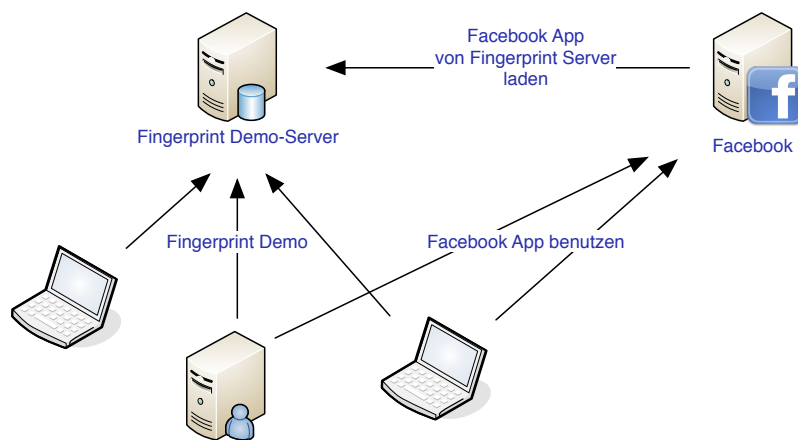 Facebook App
von Fingerprint Server
laden
Fingerprint Demo-Server
f
Facebook
Fingerprint Demo
Facebook App benutzen